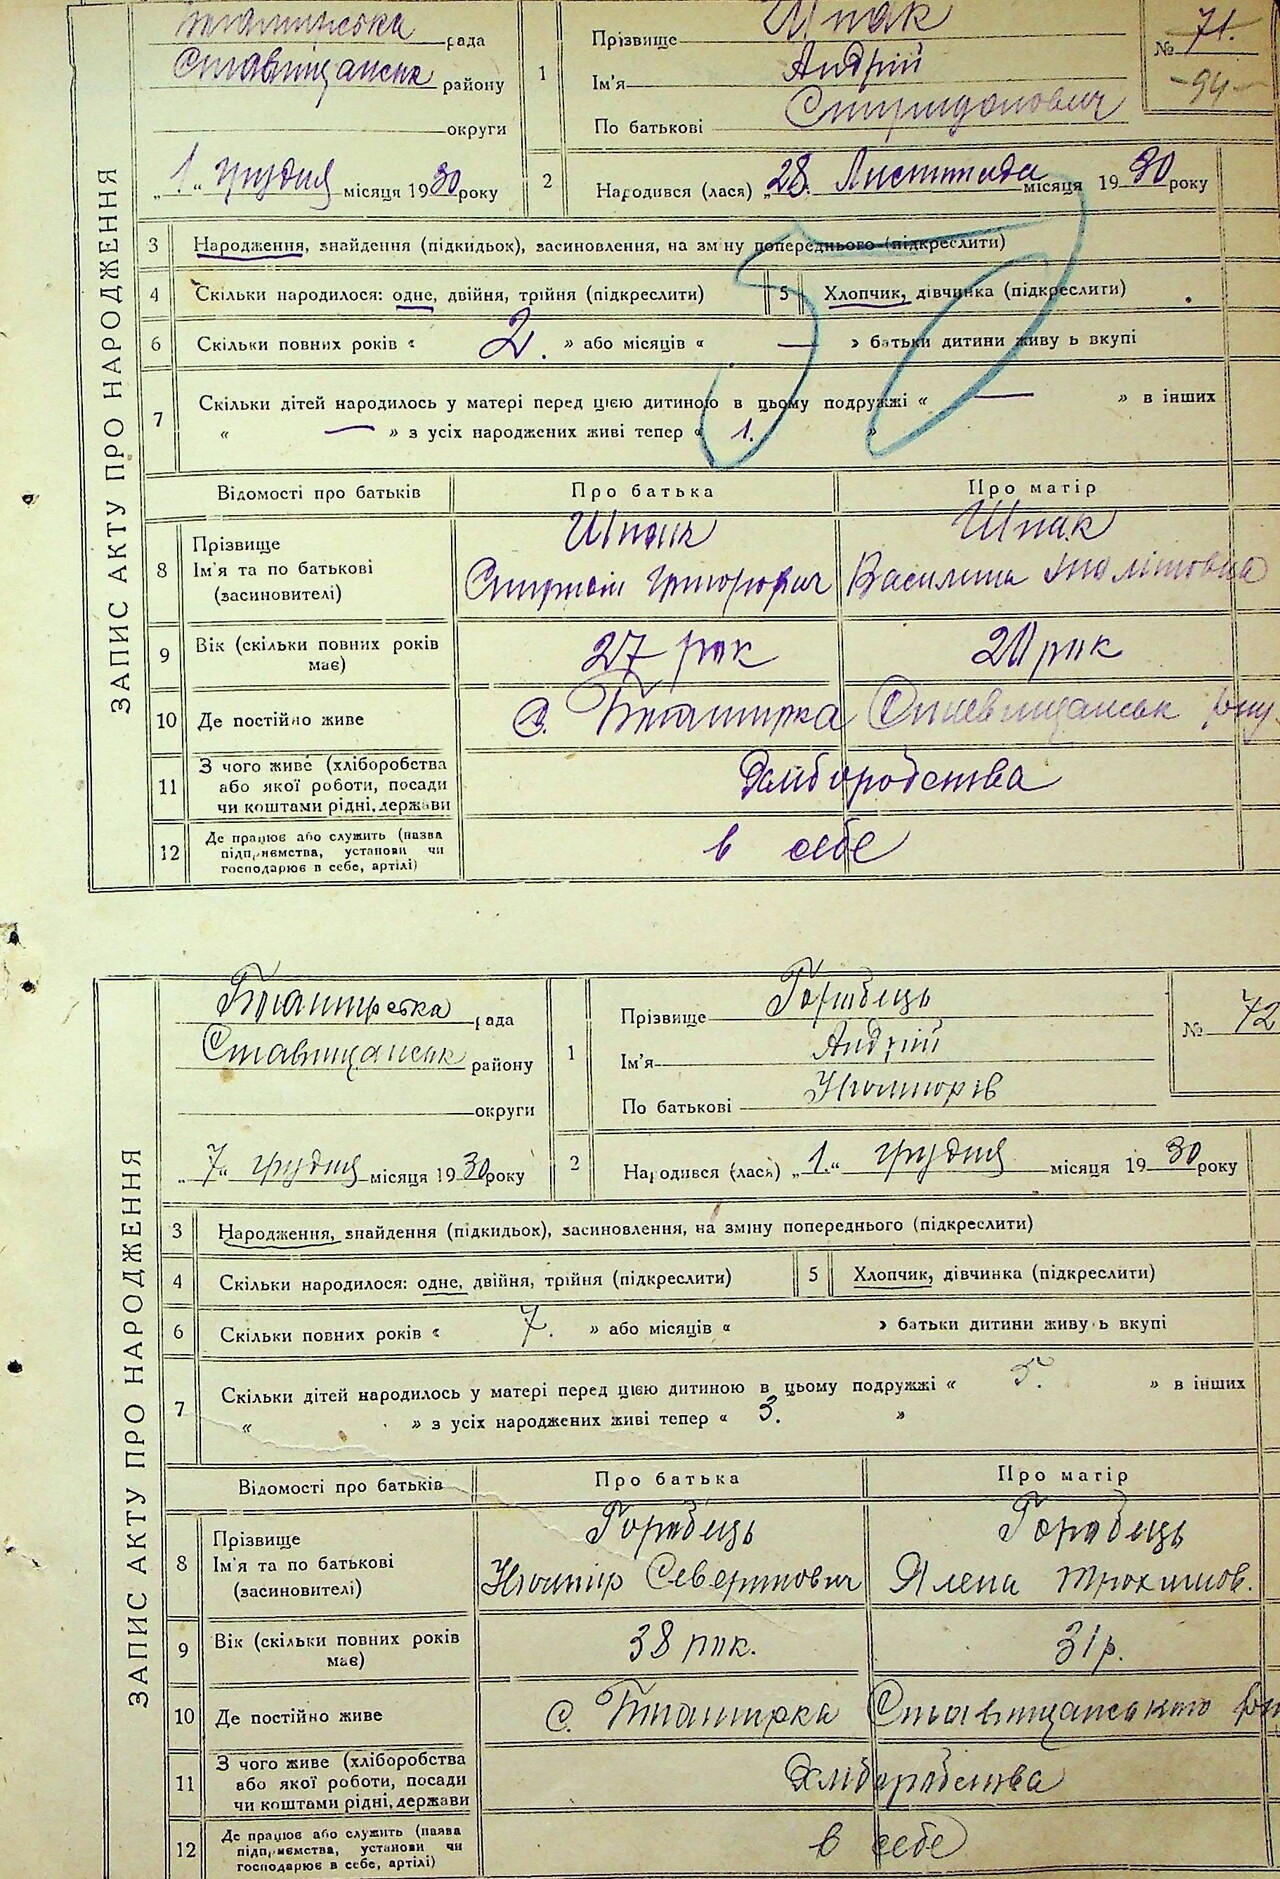 ЗАПИС АКТУ ПРО НАРОДЖЕННЯ
рада
Ставищанськ району
округи
„1“ грудня місяця 1930 року
1
Прізвище Шпак
Ім'я Андрій
По батькові Спиридонович
№ 71.
-94-
2
Народився (лася) „28. Листопада місяця 1930 року
3 Народження, знайдення (підкидьок), засиновлення, на зміну попереднього (підкреслити)
4 Скільки народилося: одне, двійня, трійня (підкреслити)
5 Хлопчик, дівчинка (підкреслити)
6 Скільки повних років « 2. » або місяців « — » батьки дитини живуть вкупі
7 Скільки дітей народилось у матері перед цією дитиною в цьому подружжі « — » в інших
« — » з усіх народжених живі тепер « 1. »
Відомості про батьків Про батька Про матір
8 Прізвище
Ім'я та по батькові
(засиновителі)
Шпак
Григорович
Шпак
Василина
9 Вік (скільки повних років
має)
27 рок
20 рок
10 Де постійно живе
с. Ставищанськ
11 З чого живе (хліборобства
або якої роботи, посади
чи коштами рідні, держави
Хліборобства
12 Де працює або служить (назва
підприємства, установи чи
господарює в себе, артілі)
в себе
ЗАПИС АКТУ ПРО НАРОДЖЕННЯ
рада
Ставищанськ району
округи
„7“ грудня місяця 1930 року
1
Прізвище Горобець
Ім'я Андрій
По батькові
№ 72
2
Народився (лася) „1.“ грудня місяця 1930 року
3 Народження, знайдення (підкидьок), засиновлення, на зміну попереднього (підкреслити)
4 Скільки народилося: одне, двійня, трійня (підкреслити)
5 Хлопчик, дівчинка (підкреслити)
6 Скільки повних років « 7. » або місяців « » батьки дитини живуть вкупі
7 Скільки дітей народилось у матері перед цією дитиною в цьому подружжі « 5. » в інших
« » з усіх народжених живі тепер « 3. »
Відомості про батьків Про батька Про матір
8 Прізвище
Ім'я та по батькові
(засиновителі)
Горобець
Северинович
Горобець
Ялена Трохимов.
9 Вік (скільки повних років
має)
38 рок.
31 р.
10 Де постійно живе
с. Ставищанського
11 З чого живе (хліборобства
або якої роботи, посади
чи коштами рідні, держави
Хліборобства
12 Де працює або служить (назва
підприємства, установи чи
господарює в себе, артілі)
в себе